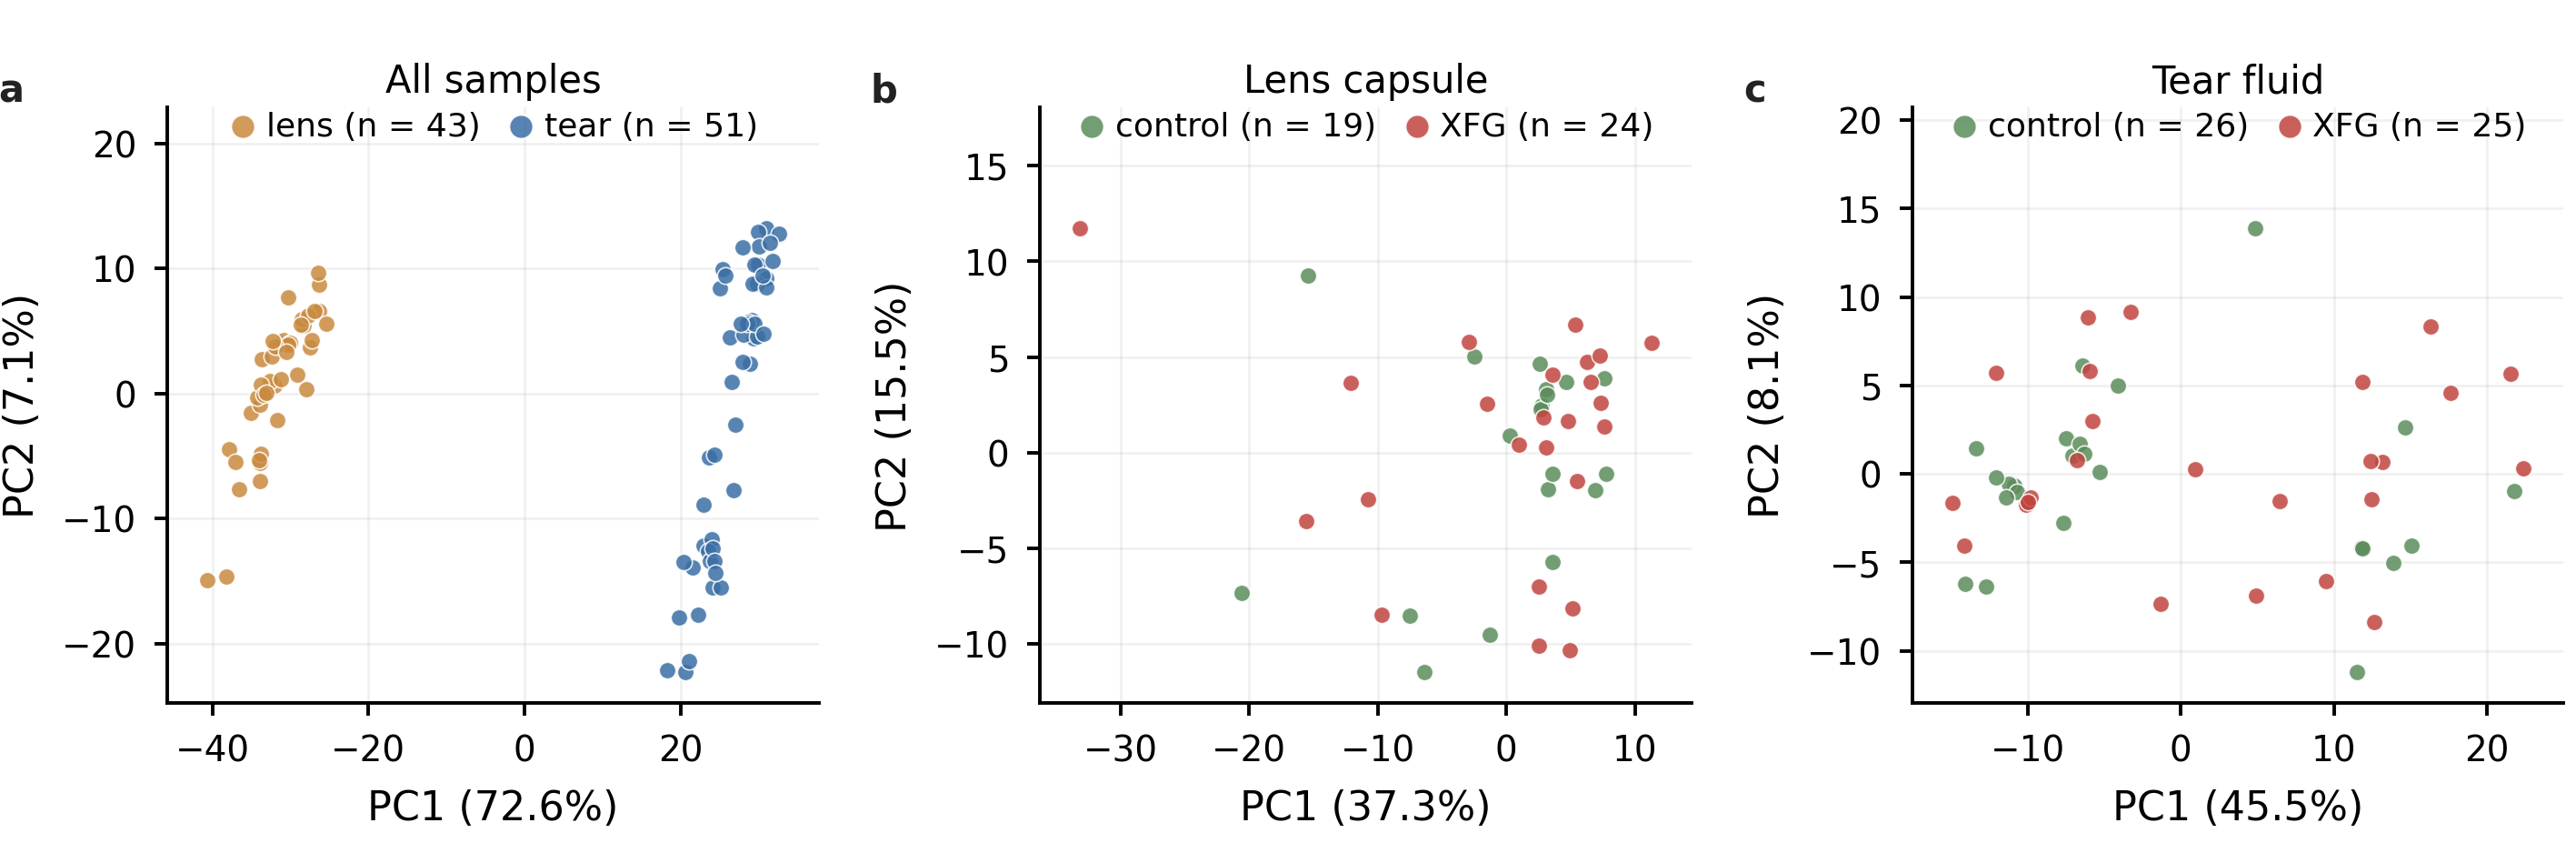 a
All samples
lens (n = 43) tear (n = 51)
20
10
0
−10
−20
PC2 (7.1%)
−40 −20 0 20
PC1 (72.6%)
b
Lens capsule
control (n = 19) XFG (n = 24)
15
10
5
0
−5
−10
PC2 (15.5%)
−30 −20 −10 0 10
PC1 (37.3%)
c
Tear fluid
control (n = 26) XFG (n = 25)
20
15
10
5
0
−5
−10
PC2 (8.1%)
−10 0 10 20
PC1 (45.5%)